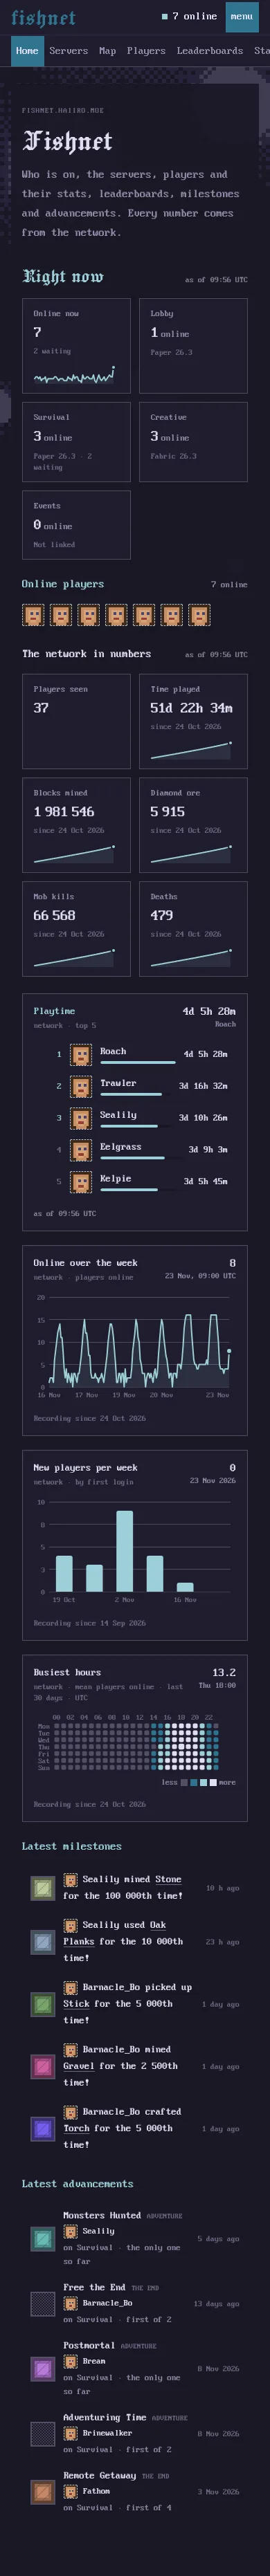 fishnet
7 online
menu
Home Servers Map Players Leaderboards Sta
FISHNET.HAIIRO.MOE
Fishnet
Who is on, the servers, players and
their stats, leaderboards, milestones
and advancements. Every number comes
from the network.
Right now
as of 09:56 UTC
Online now
7
2 waiting
Lobby
1 online
Paper 26.3
Survival
3 online
Paper 26.3 · 2
waiting
Creative
3 online
Fabric 26.3
Events
0 online
Not linked
Online players
7 online
The network in numbers
as of 09:56 UTC
Players seen
37
Time played
51d 22h 34m
since 24 Oct 2026
Blocks mined
1 981 546
since 24 Oct 2026
Diamond ore
5 915
since 24 Oct 2026
Mob kills
66 568
since 24 Oct 2026
Deaths
479
since 24 Oct 2026
Playtime
4d 5h 28m
network · top 5
Roach
1 Roach 4d 5h 28m
2 Trawler 3d 16h 32m
3 Sealily 3d 10h 26m
4 Eelgrass 3d 9h 3m
5 Kelpie 3d 5h 45m
as of 09:56 UTC
Online over the week
8
network · players online
23 Nov, 09:00 UTC
20
15
10
5
0
16 Nov 17 Nov 19 Nov 20 Nov 23 Nov
Recording since 24 Oct 2026
New players per week
0
network · by first login
23 Nov 2026
10
8
5
3
0
19 Oct 2 Nov 16 Nov
Recording since 14 Sep 2026
Busiest hours
13.2
network · mean players online · last
30 days · UTC
Thu 18:00
00 02 04 06 08 10 12 14 16 18 20 22
Mon
Tue
Wed
Thu
Fri
Sat
Sun
less more
Recording since 24 Oct 2026
Latest milestones
Sealily mined Stone
for the 100 000th time!
10 h ago
Sealily used Oak
Planks for the 10 000th
time!
23 h ago
Barnacle_Bo picked up
Stick for the 5 000th
time!
1 day ago
Barnacle_Bo mined
Gravel for the 2 500th
time!
1 day ago
Barnacle_Bo crafted
Torch for the 5 000th
time!
1 day ago
Latest advancements
Monsters Hunted ADVENTURE
Sealily
on Survival · the only one
so far
5 days ago
Free the End THE END
Barnacle_Bo
on Survival · first of 2
13 days ago
Postmortal ADVENTURE
Bream
on Survival · the only one
so far
8 Nov 2026
Adventuring Time ADVENTURE
Brinewalker
on Survival · first of 2
8 Nov 2026
Remote Getaway THE END
Fathom
on Survival · first of 4
3 Nov 2026